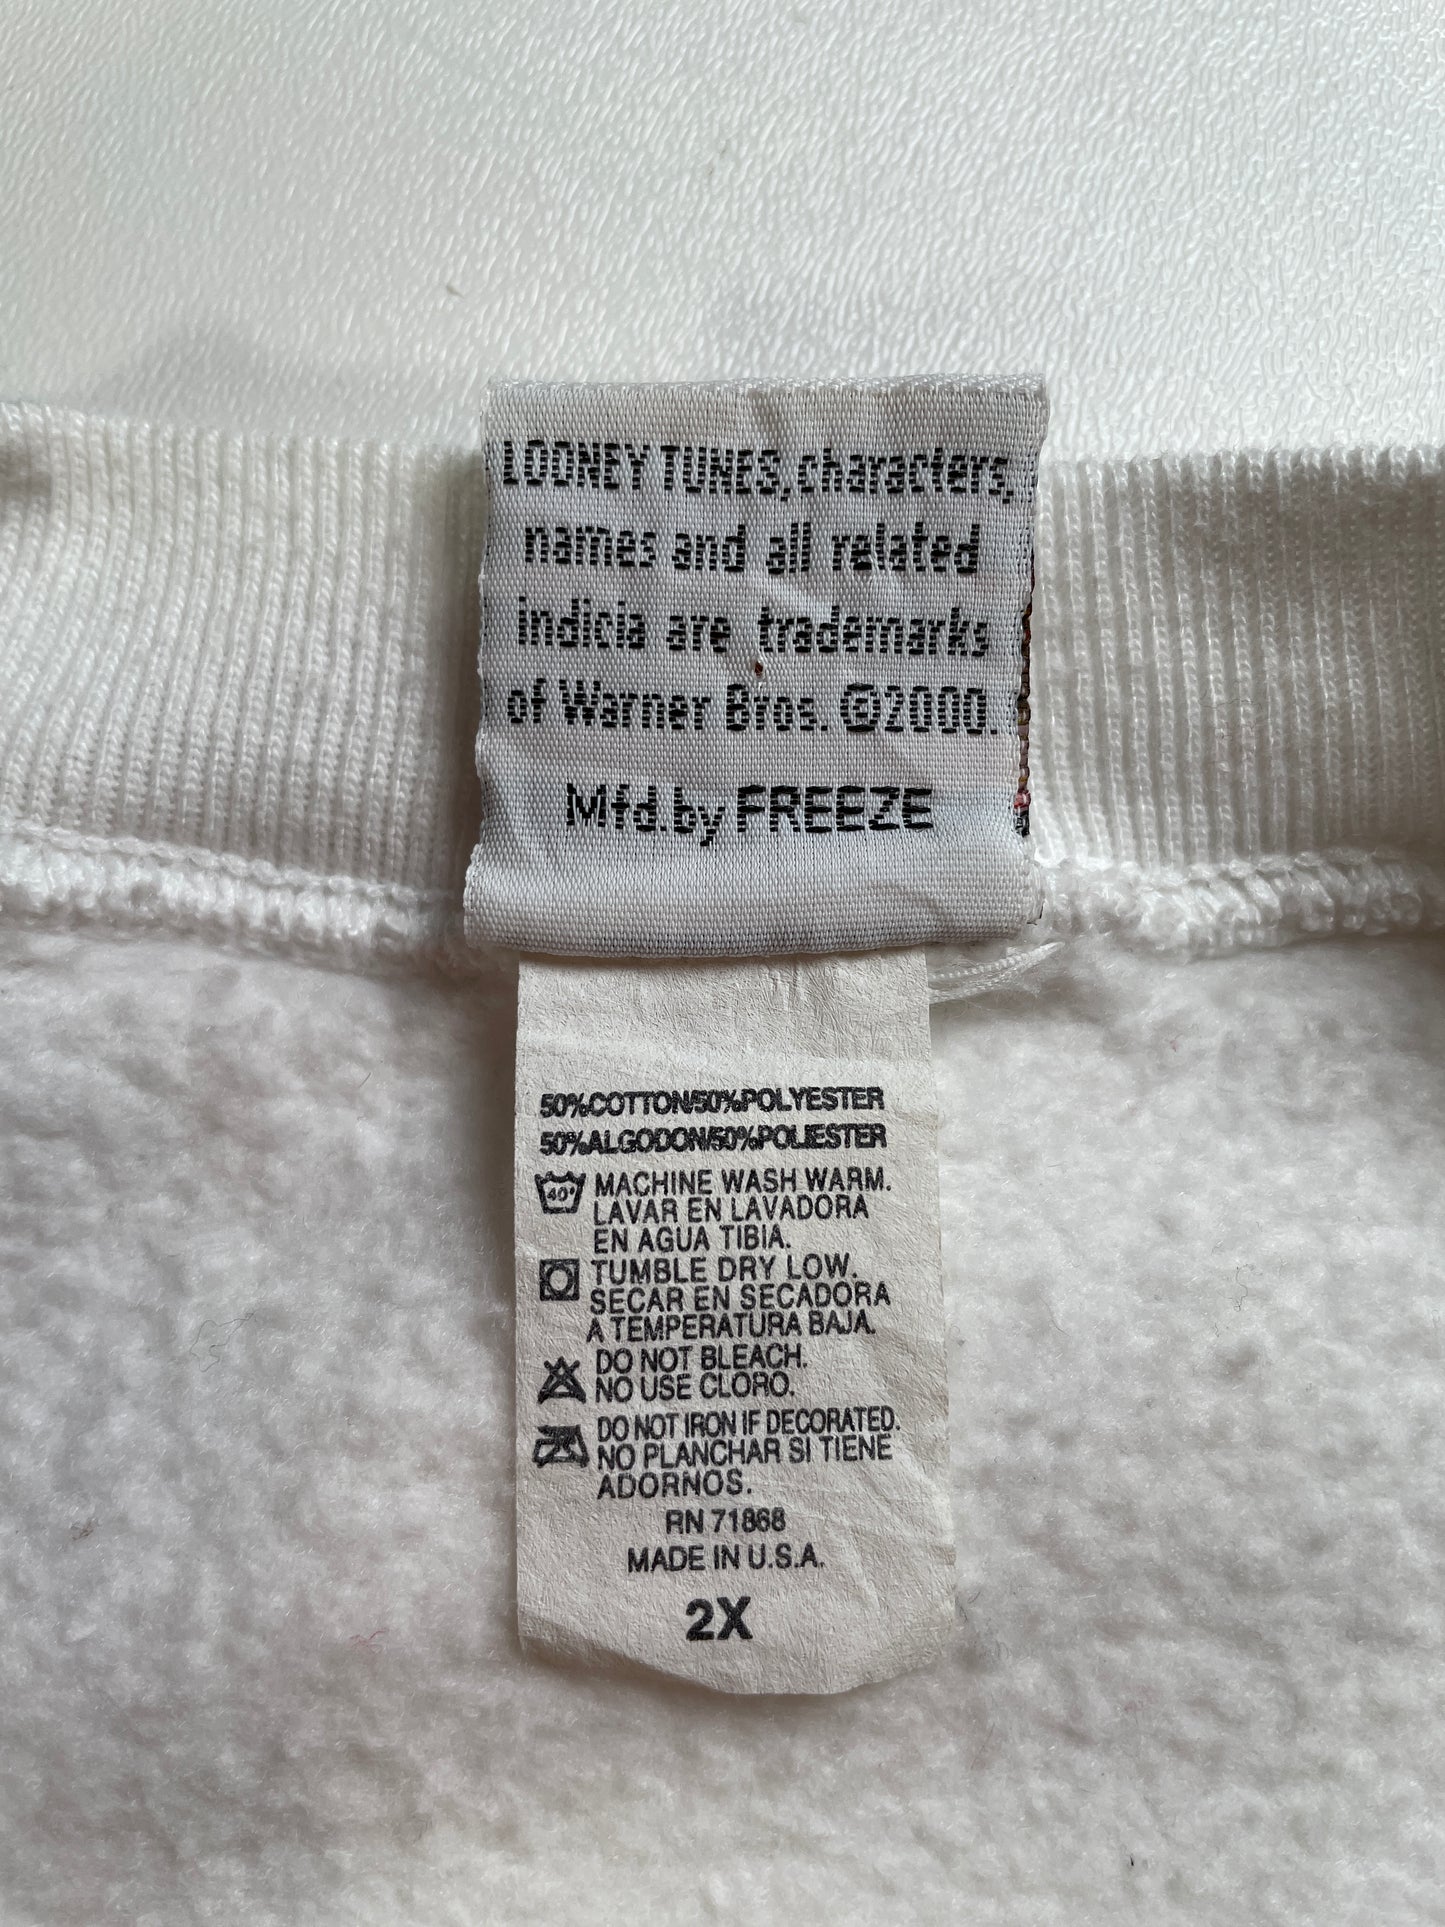 LOONEY TUNES, characters,
names and all related
indicia are trademarks
of Warner Bros. ©2000.
Mfd.by FREEZE
50%COTTON/50%POLYESTER
50%ALGODON/50%POLIESTER
40° MACHINE WASH WARM.
LAVAR EN LAVADORA
EN AGUA TIBIA.
TUMBLE DRY LOW.
SECAR EN SECADORA
A TEMPERATURA BAJA.
DO NOT BLEACH.
NO USE CLORO.
DO NOT IRON IF DECORATED.
NO PLANCHAR SI TIENE
ADORNOS.
RN 71868
MADE IN U.S.A.
2X